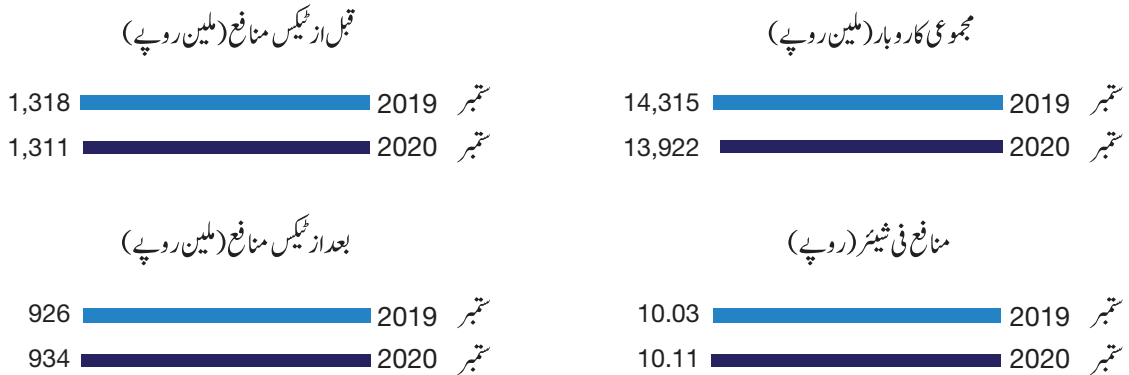 مجموعی کاروبار (ملین روپے)
ستمبر 2019 14,315
ستمبر 2020 13,922
قبل از ٹیکس منافع (ملین روپے)
ستمبر 2019 1,318
ستمبر 2020 1,311
منافع فی شیئر (روپے)
ستمبر 2019 10.03
ستمبر 2020 10.11
بعد از ٹیکس منافع (ملین روپے)
ستمبر 2019 926
ستمبر 2020 934